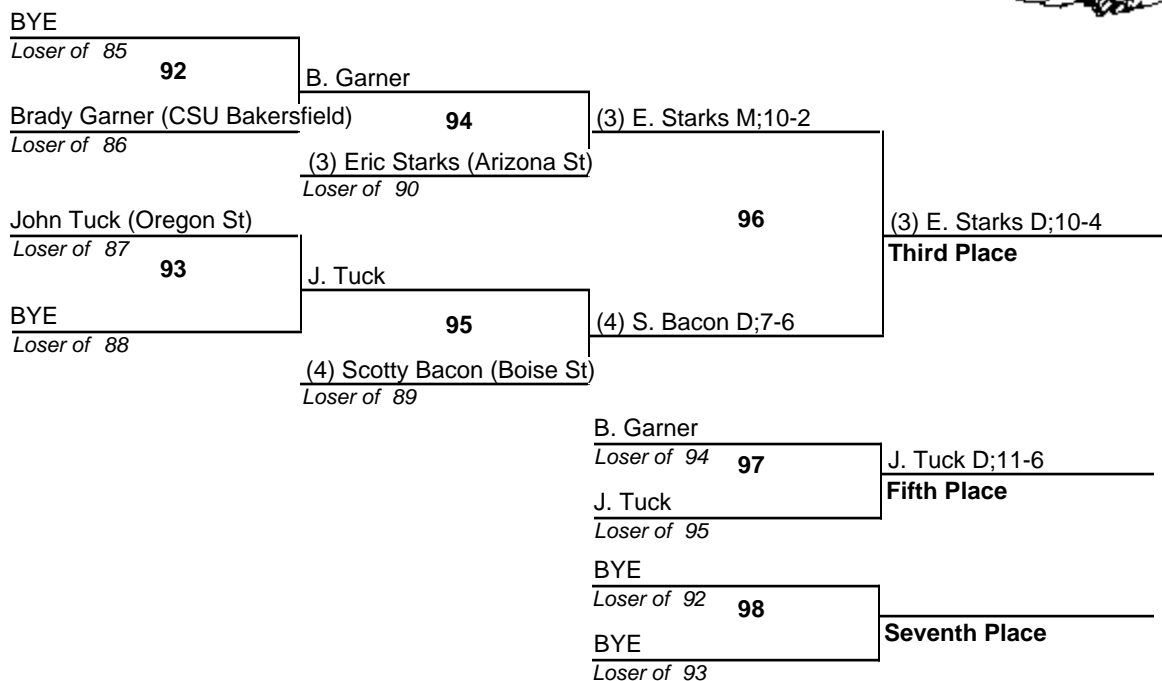 BYE
Loser of 85
92
B. Garner
Brady Garner (CSU Bakersfield)
Loser of 86
94
(3) E. Starks M;10-2
(3) Eric Starks (Arizona St)
Loser of 90
John Tuck (Oregon St)
Loser of 87
96
(3) E. Starks D;10-4
Third Place
93
J. Tuck
BYE
Loser of 88
95
(4) S. Bacon D;7-6
(4) Scotty Bacon (Boise St)
Loser of 89
B. Garner
Loser of 94
97
J. Tuck D;11-6
Fifth Place
J. Tuck
Loser of 95
BYE
Loser of 92
98
Seventh Place
BYE
Loser of 93